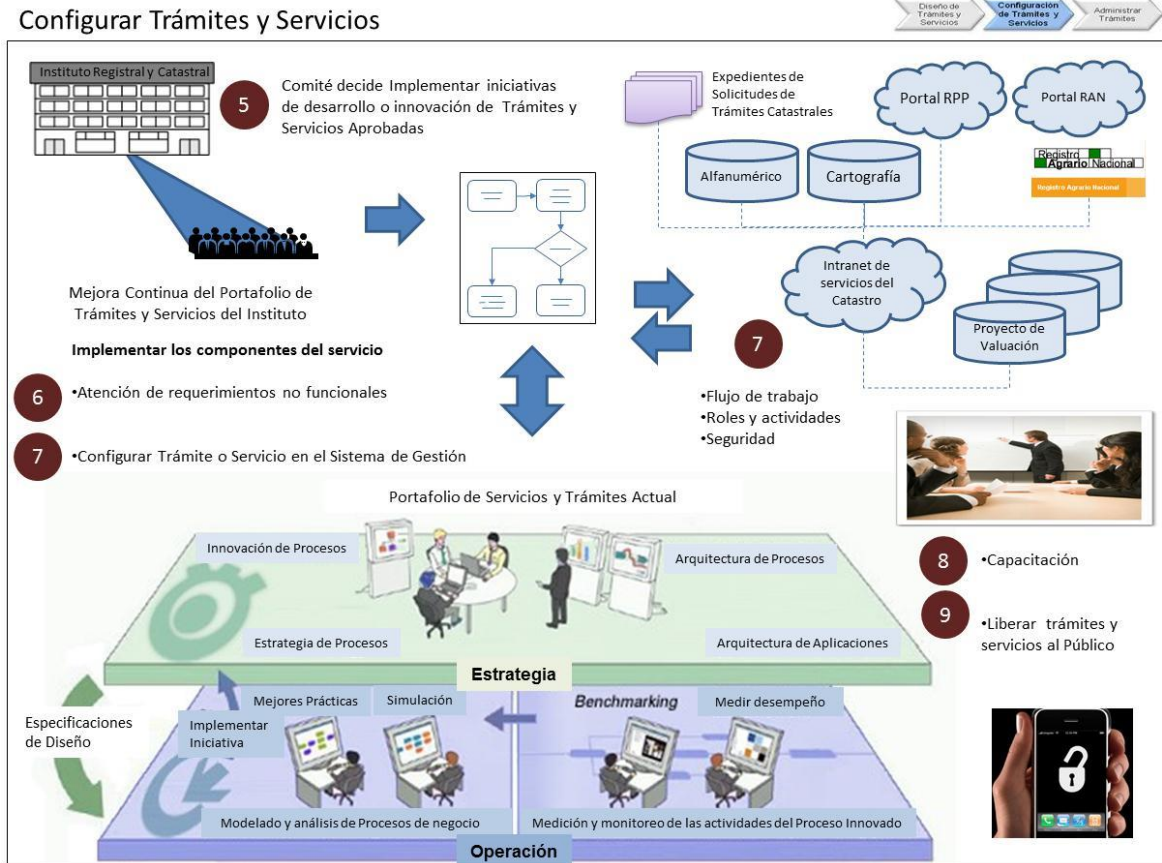 Configurar Trámites y Servicios
Diseño de
Trámites y
Servicios
Configuración
de Trámites y
Servicios
Administrar
Trámites
Instituto Registral y Catastral
5
Comité decide Implementar iniciativas
de desarrollo o innovación de Trámites y
Servicios Aprobadas
Expedientes de
Solicitudes de
Trámites Catastrales
Portal RPP
Portal RAN
Registro
Agrario Nacional
Registro Agrario Nacional
Alfanumérico
Cartografía
Intranet de
servicios del
Catastro
Proyecto de
Valuación
Mejora Continua del Portafolio de
Trámites y Servicios del Instituto
Implementar los componentes del servicio
6
•Atención de requerimientos no funcionales
7
•Configurar Trámite o Servicio en el Sistema de Gestión
7
•Flujo de trabajo
•Roles y actividades
•Seguridad
8
•Capacitación
9
•Liberar trámites y
servicios al Público
Portafolio de Servicios y Trámites Actual
Innovación de Procesos
Arquitectura de Procesos
Estrategia de Procesos
Arquitectura de Aplicaciones
Estrategia
Especificaciones
de Diseño
Implementar
Iniciativa
Mejores Prácticas
Simulación
Benchmarking
Medir desempeño
Modelado y análisis de Procesos de negocio
Medición y monitoreo de las actividades del Proceso Innovado
Operación